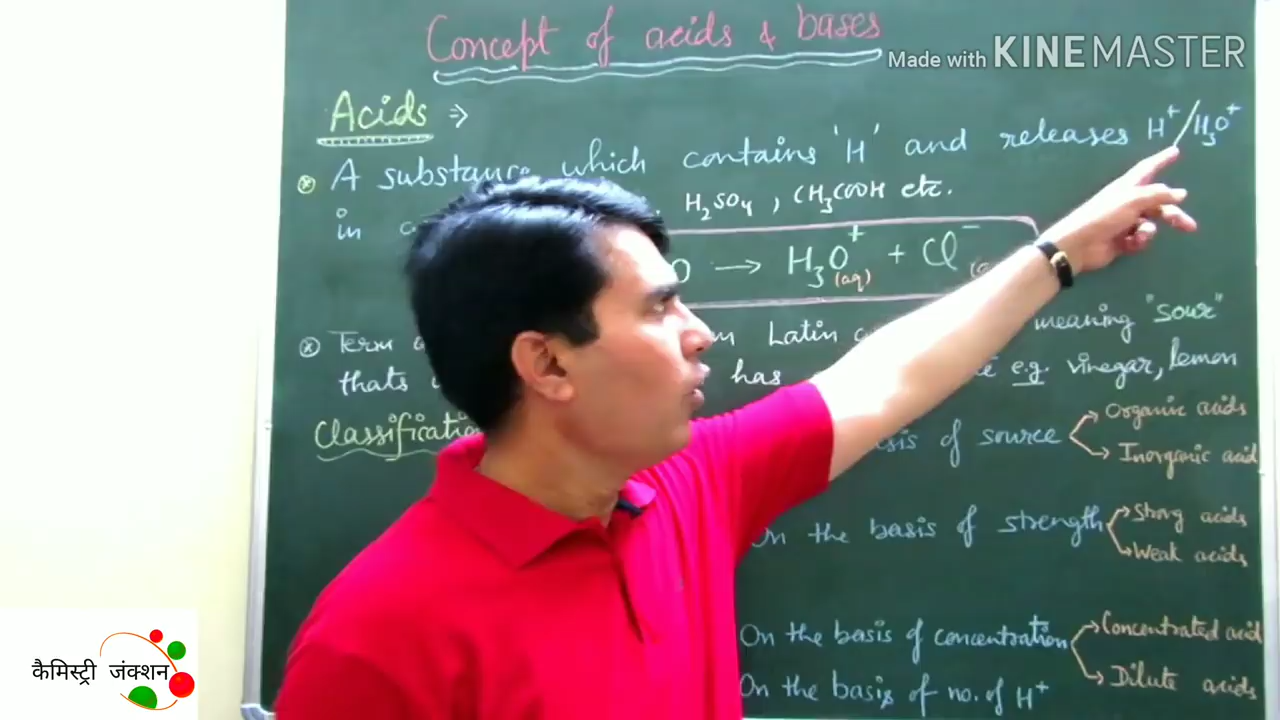 Concept of acids & bases
Made with KINEMASTER
Acids ⇒
⊛ A substance which contains 'H' and releases H⁺/H₃O⁺
in H₂SO₄, CH₃COOH etc.
→ H₃O⁺(aq) + Cl⁻
⊛ Term Latin meaning "sour"
thats has e.g. vinegar, lemon
of source Organic acids
Inorganic acid
On the basis of strength Strong acids
Weak acids
On the basis of concentration Concentrated acid
Dilute acids
On the basis of no. of H⁺
कैमिस्ट्री जंक्शन